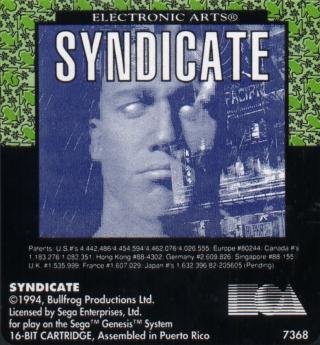 ELECTRONIC ARTS®
SYNDICATE
PACIFIC
Patents: U.S.#'s 4,442,486/4,454,594/4,462,076/4,026,555; Europe #80244; Canada #'s
1,183,276/1,082,351; Hong Kong #88-4302; Germany #2,609,826; Singapore #88-155;
U.K. #1,535,999; France #1,607,029; Japan #'s 1,632,396/82-205605 (Pending)
SYNDICATE
©1994, Bullfrog Productions Ltd.
Licensed by Sega Enterprises, Ltd.
for play on the Sega™ Genesis™ System
16-BIT CARTRIDGE, Assembled in Puerto Rico
EA
7368